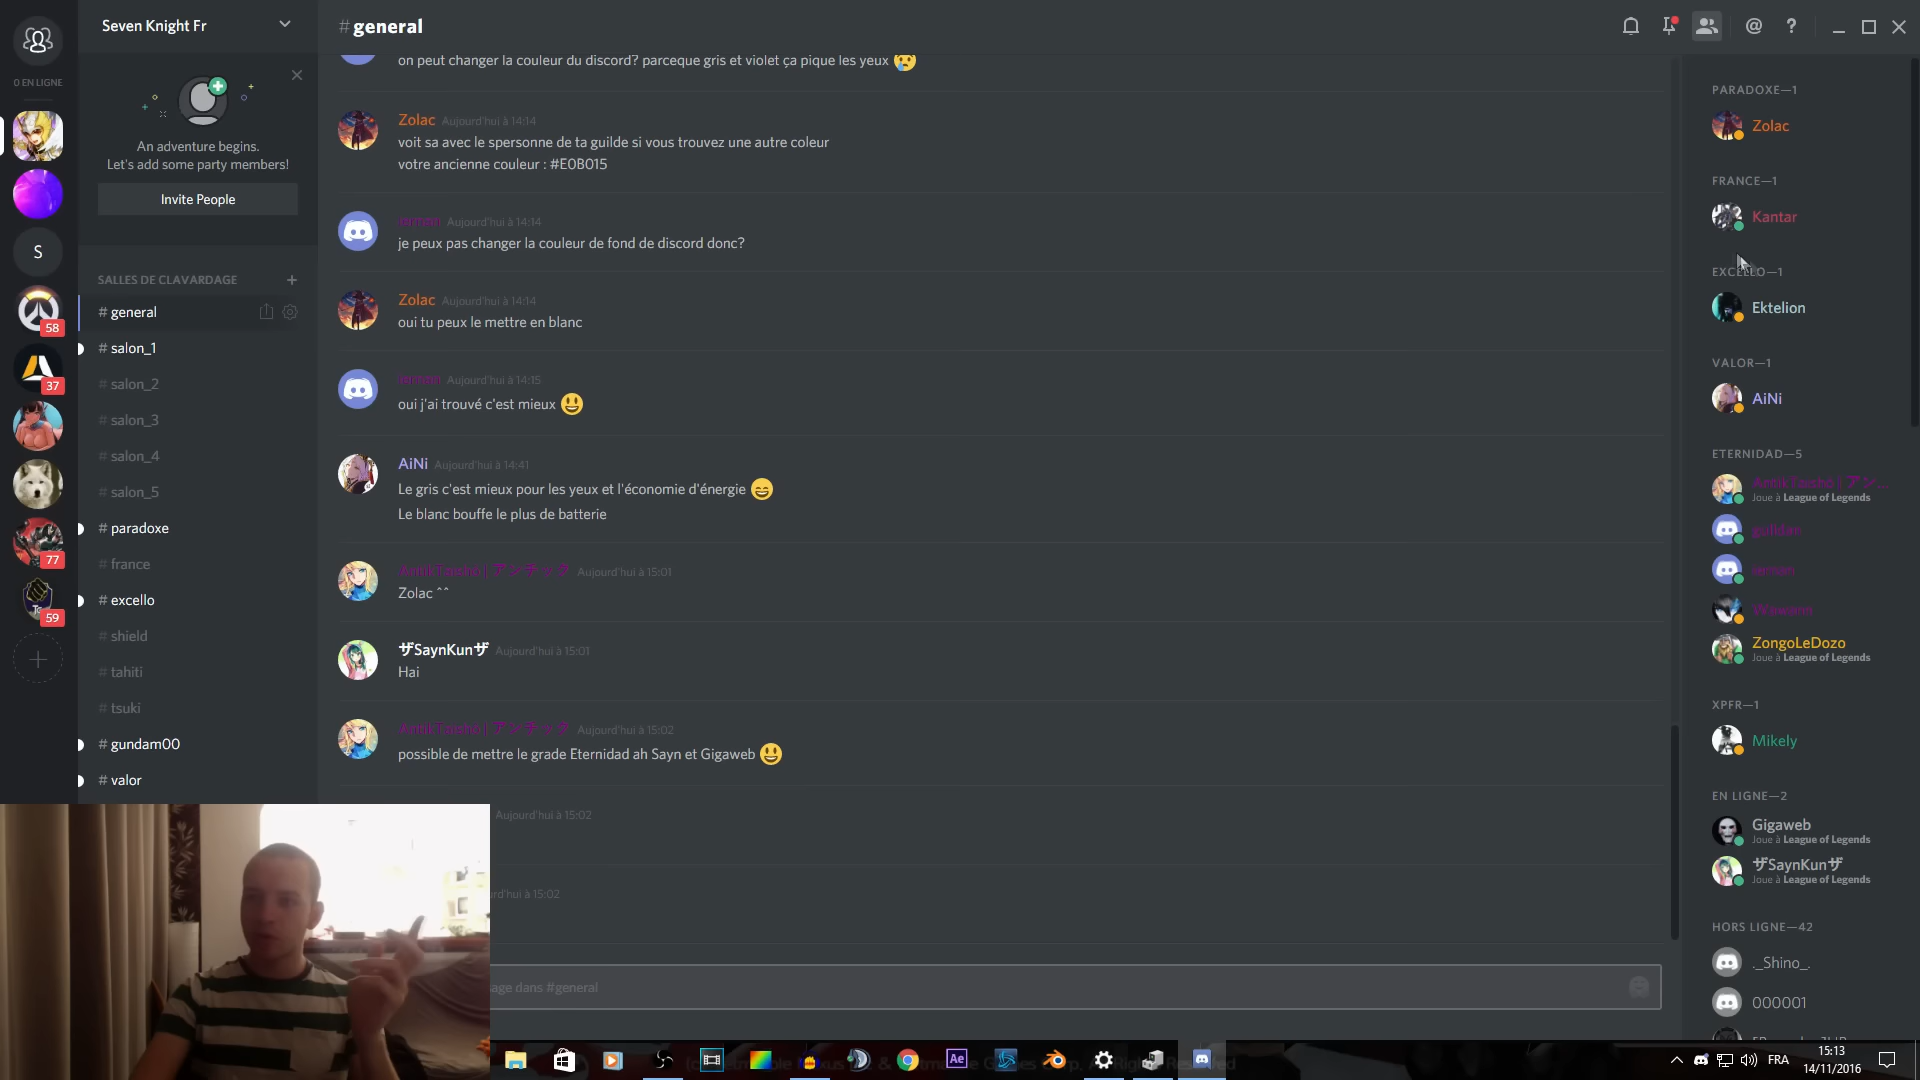 Seven Knight Fr
#general
0 EN LIGNE
An adventure begins.
Let's add some party members!
Invite People
S
58
37
77
59
SALLES DE CLAVARDAGE
# general
# salon_1
# salon_2
# salon_3
# salon_4
# salon_5
# paradoxe
# france
# excello
# shield
# tahiti
# tsuki
# gundam00
# valor
on peut changer la couleur du discord? parceque gris et violet ça pique les yeux
Zolac Aujourd'hui à 14:14
voit sa avec le spersonne de ta guilde si vous trouvez une autre coleur
votre ancienne couleur : #E0B015
Aujourd'hui à 14:14
je peux pas changer la couleur de fond de discord donc?
Zolac Aujourd'hui à 14:14
oui tu peux le mettre en blanc
Aujourd'hui à 14:15
oui j'ai trouvé c'est mieux
AiNi Aujourd'hui à 14:41
Le gris c'est mieux pour les yeux et l'économie d'énergie
Le blanc bouffe le plus de batterie
Aujourd'hui à 15:01
Zolac ^^
ザSaynKunザ Aujourd'hui à 15:01
Hai
Aujourd'hui à 15:02
possible de mettre le grade Eternidad ah Sayn et Gigaweb
Aujourd'hui à 15:02
rd'hui à 15:02
age dans #general
PARADOXE—1
Zolac
FRANCE—1
Kantar
EXCELLO—1
Ektelion
VALOR—1
AiNi
ETERNIDAD—5
Joue à League of Legends
ZongoLeDozo
Joue à League of Legends
XPFR—1
Mikely
EN LIGNE—2
Gigaweb
Joue à League of Legends
ザSaynKunザ
Joue à League of Legends
HORS LIGNE—42
._Shino_.
000001
Ae
FRA
15:13
14/11/2016